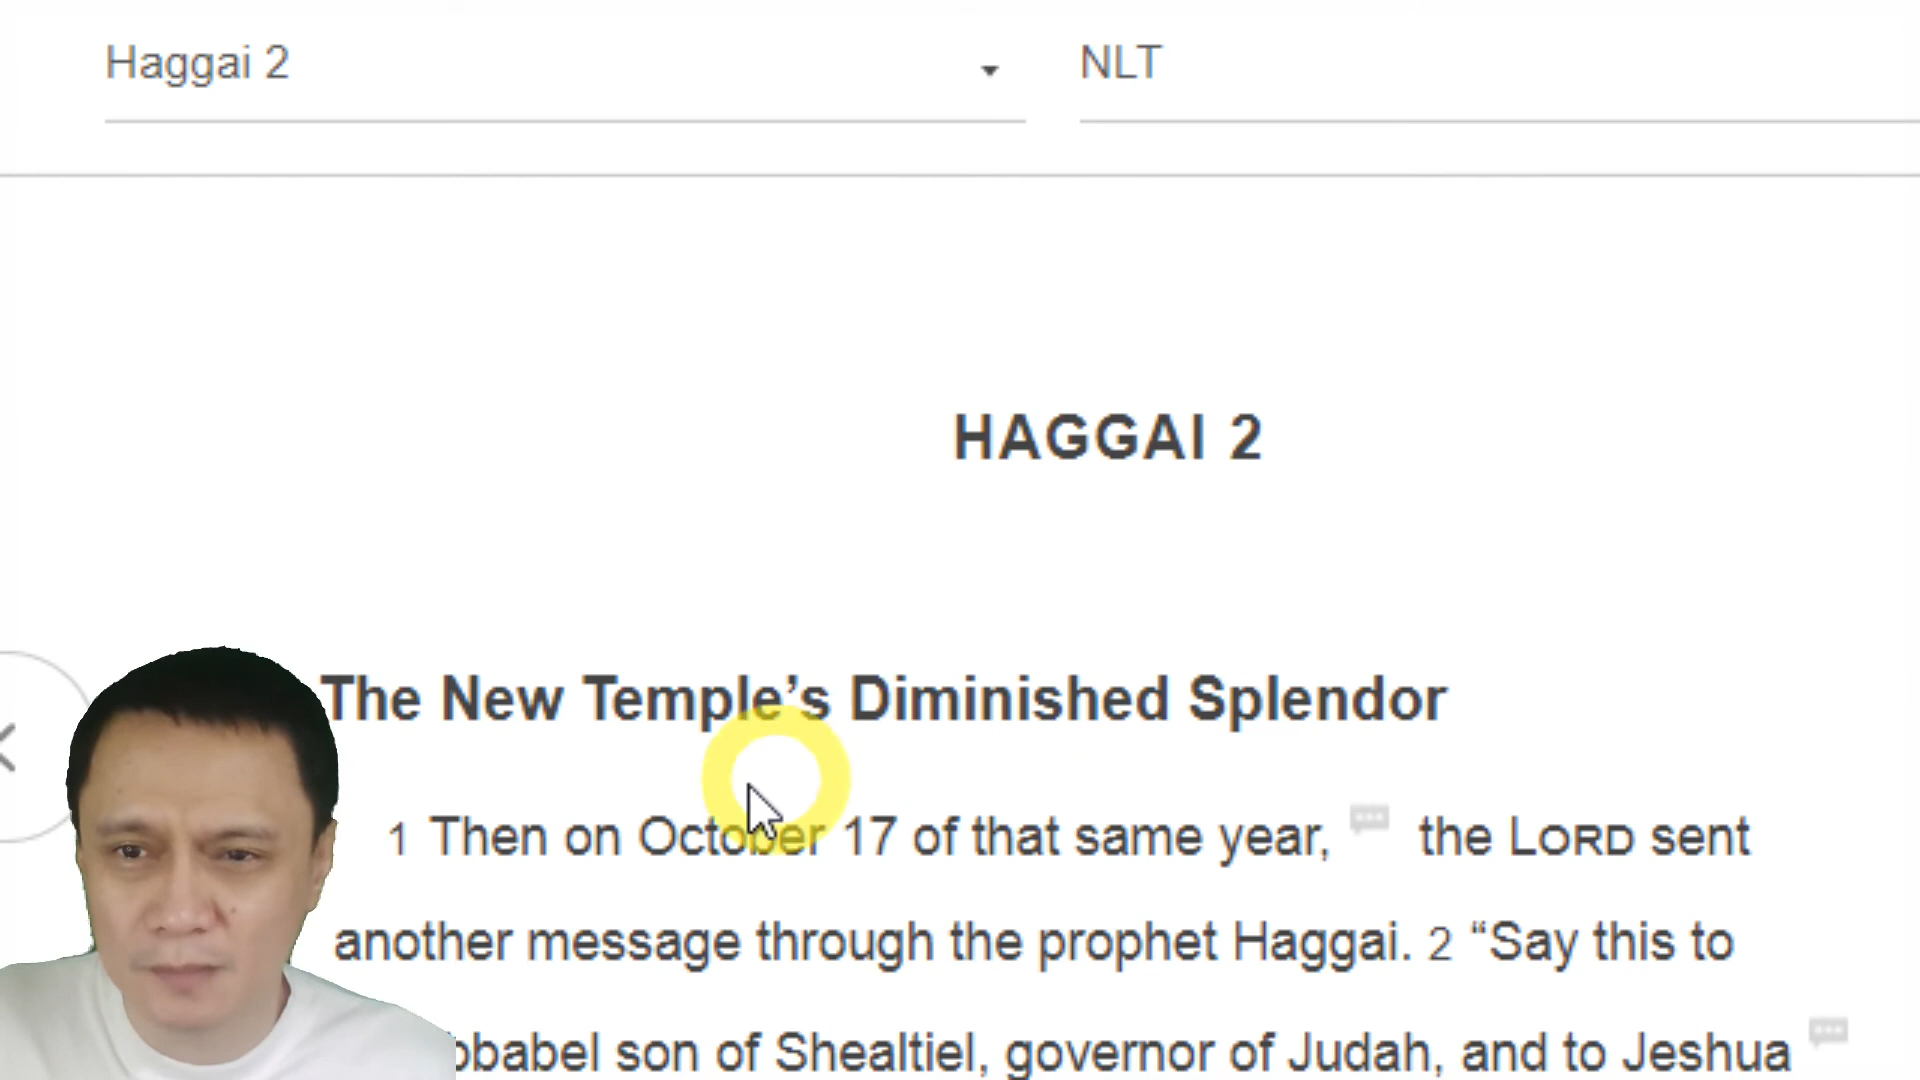 Haggai 2
NLT
HAGGAI 2
The New Temple’s Diminished Splendor
1 Then on October 17 of that same year, the LORD sent
another message through the prophet Haggai. 2 “Say this to
son of Shealtiel, governor of Judah, and to Jeshua